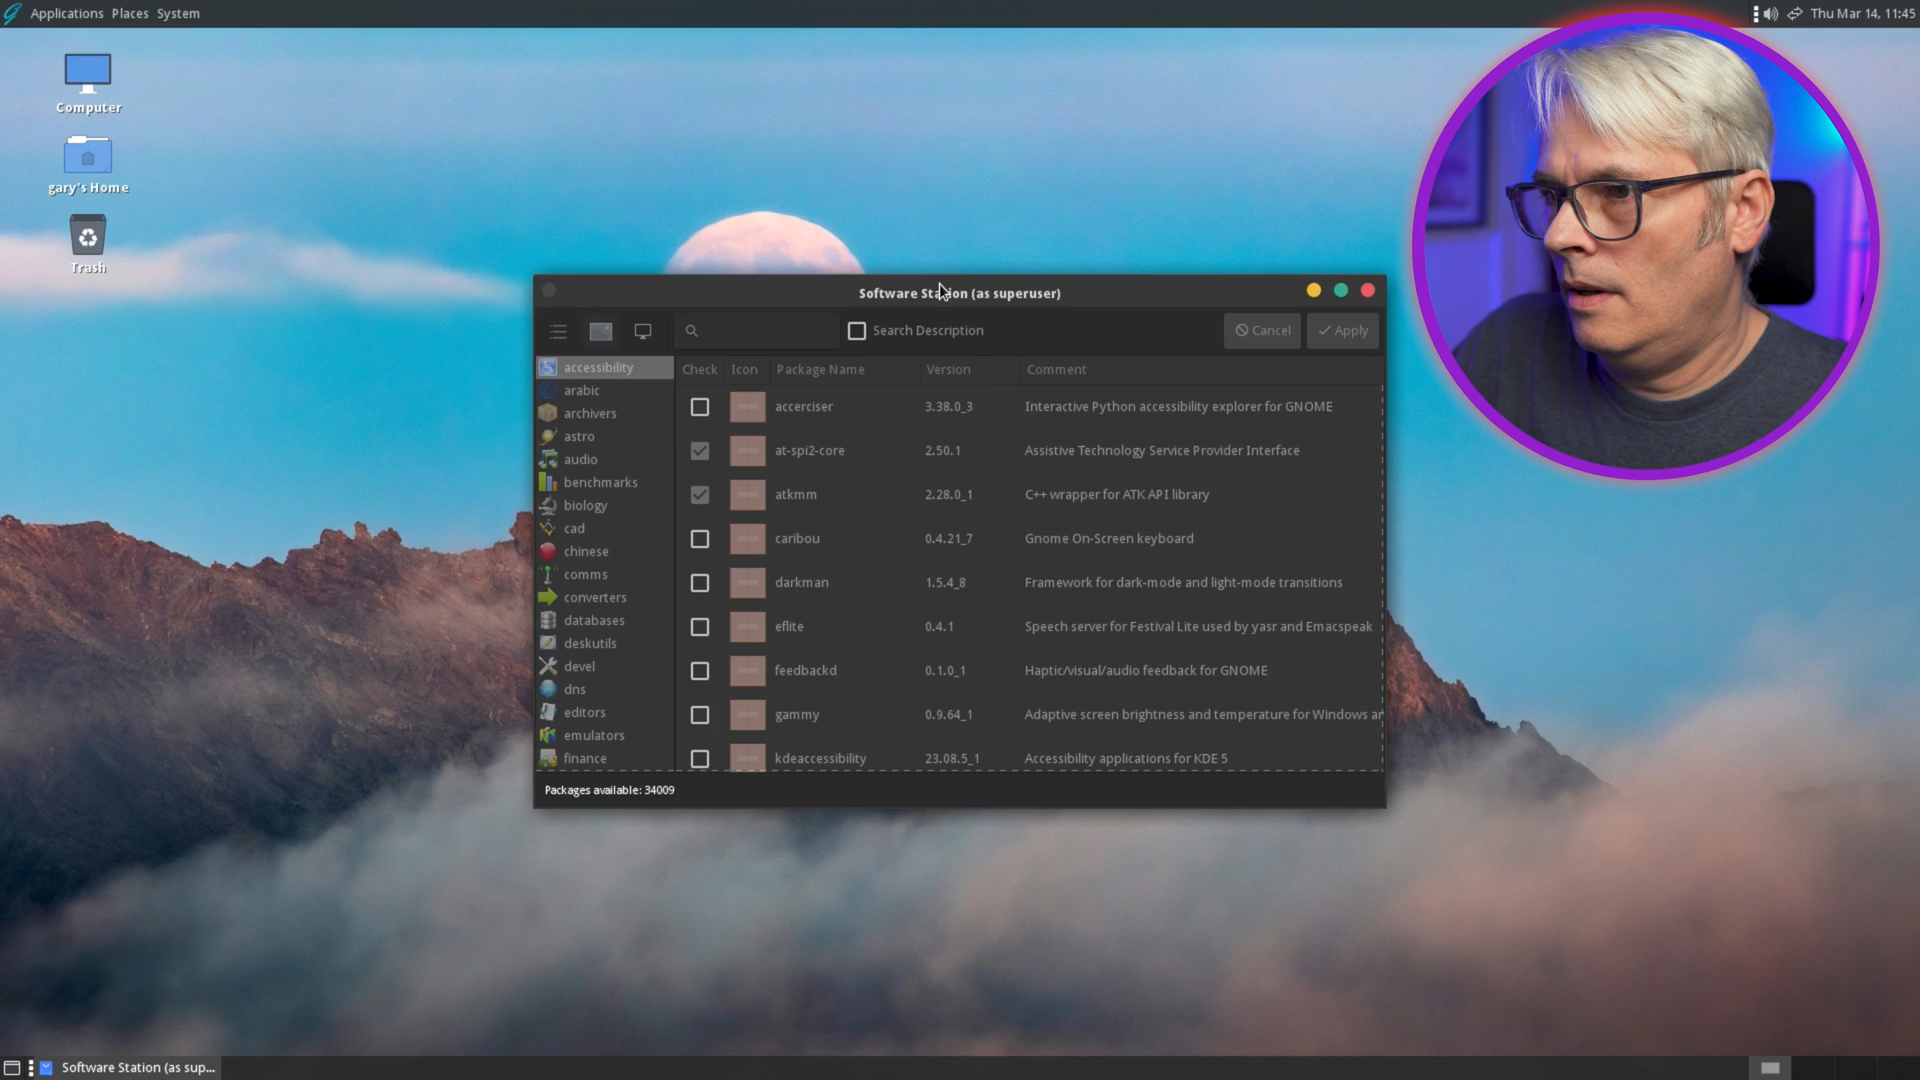 Applications Places System
Thu Mar 14, 11:45
Computer
gary's Home
Trash
Software Station (as superuser)
Search Description
Cancel
Apply
accessibility
arabic
archivers
astro
audio
benchmarks
biology
cad
chinese
comms
converters
databases
deskutils
devel
dns
editors
emulators
finance
Check Icon Package Name Version Comment
accerciser 3.38.0_3 Interactive Python accessibility explorer for GNOME
at-spi2-core 2.50.1 Assistive Technology Service Provider Interface
atkmm 2.28.0_1 C++ wrapper for ATK API library
caribou 0.4.21_7 Gnome On-Screen keyboard
darkman 1.5.4_8 Framework for dark-mode and light-mode transitions
eflite 0.4.1 Speech server for Festival Lite used by yasr and Emacspeak
feedbackd 0.1.0_1 Haptic/visual/audio feedback for GNOME
gammy 0.9.64_1 Adaptive screen brightness and temperature for Windows ar
kdeaccessibility 23.08.5_1 Accessibility applications for KDE 5
Packages available: 34009
Software Station (as sup...